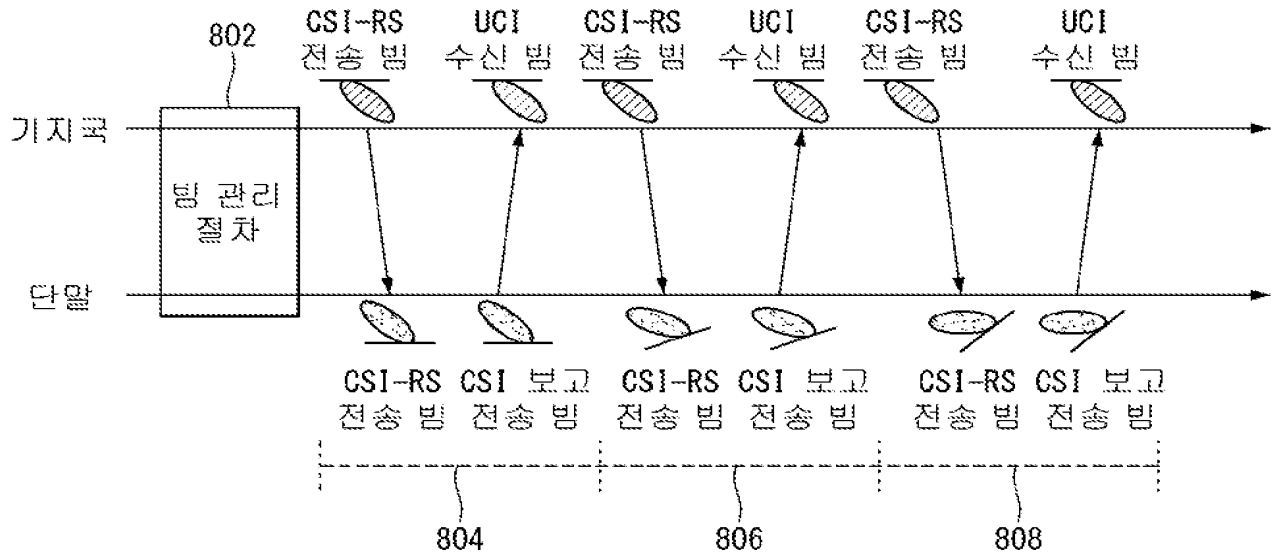 802
CSI-RS
전송 빔
UCI
수신 빔
CSI-RS
전송 빔
UCI
수신 빔
CSI-RS
전송 빔
UCI
수신 빔
기지국
빔 관리
절차
단말
CSI-RS
전송 빔
CSI 보고
전송 빔
CSI-RS
전송 빔
CSI 보고
전송 빔
CSI-RS
전송 빔
CSI 보고
전송 빔
804
806
808